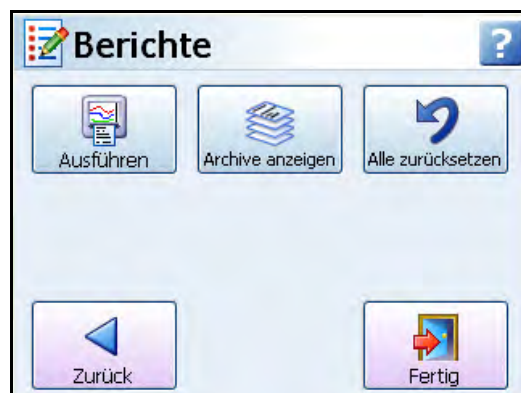 Berichte
?
Ausführen
Archive anzeigen
Alle zurücksetzen
Zurück
Fertig